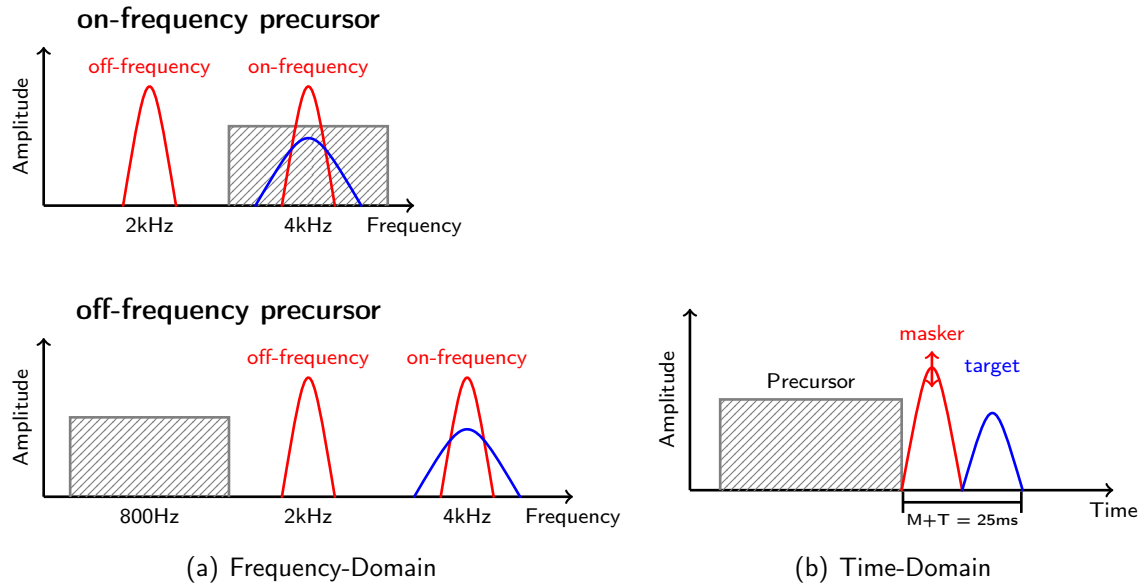 on-frequency precursor
off-frequency
on-frequency
Amplitude
2kHz
4kHz
Frequency
off-frequency precursor
off-frequency
on-frequency
Amplitude
800Hz
2kHz
4kHz
Frequency
(a) Frequency-Domain
masker
target
Precursor
Amplitude
M+T = 25ms
Time
(b) Time-Domain